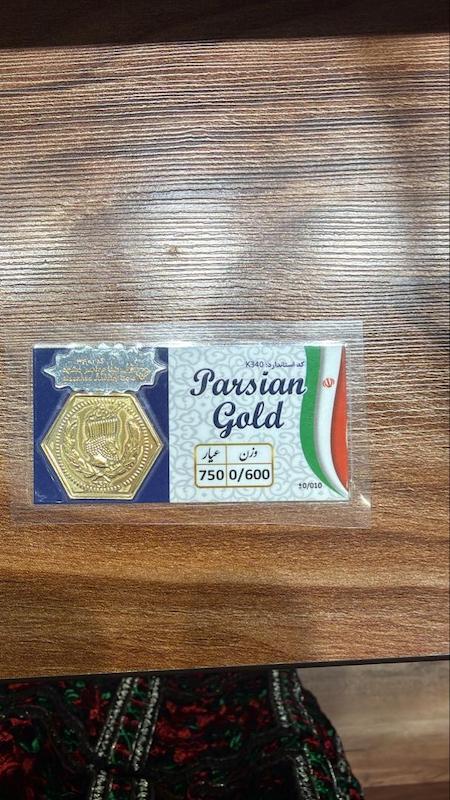 کد استاندارد: K340
Parsian
Gold
عیار وزن
750 0/600
±0/010